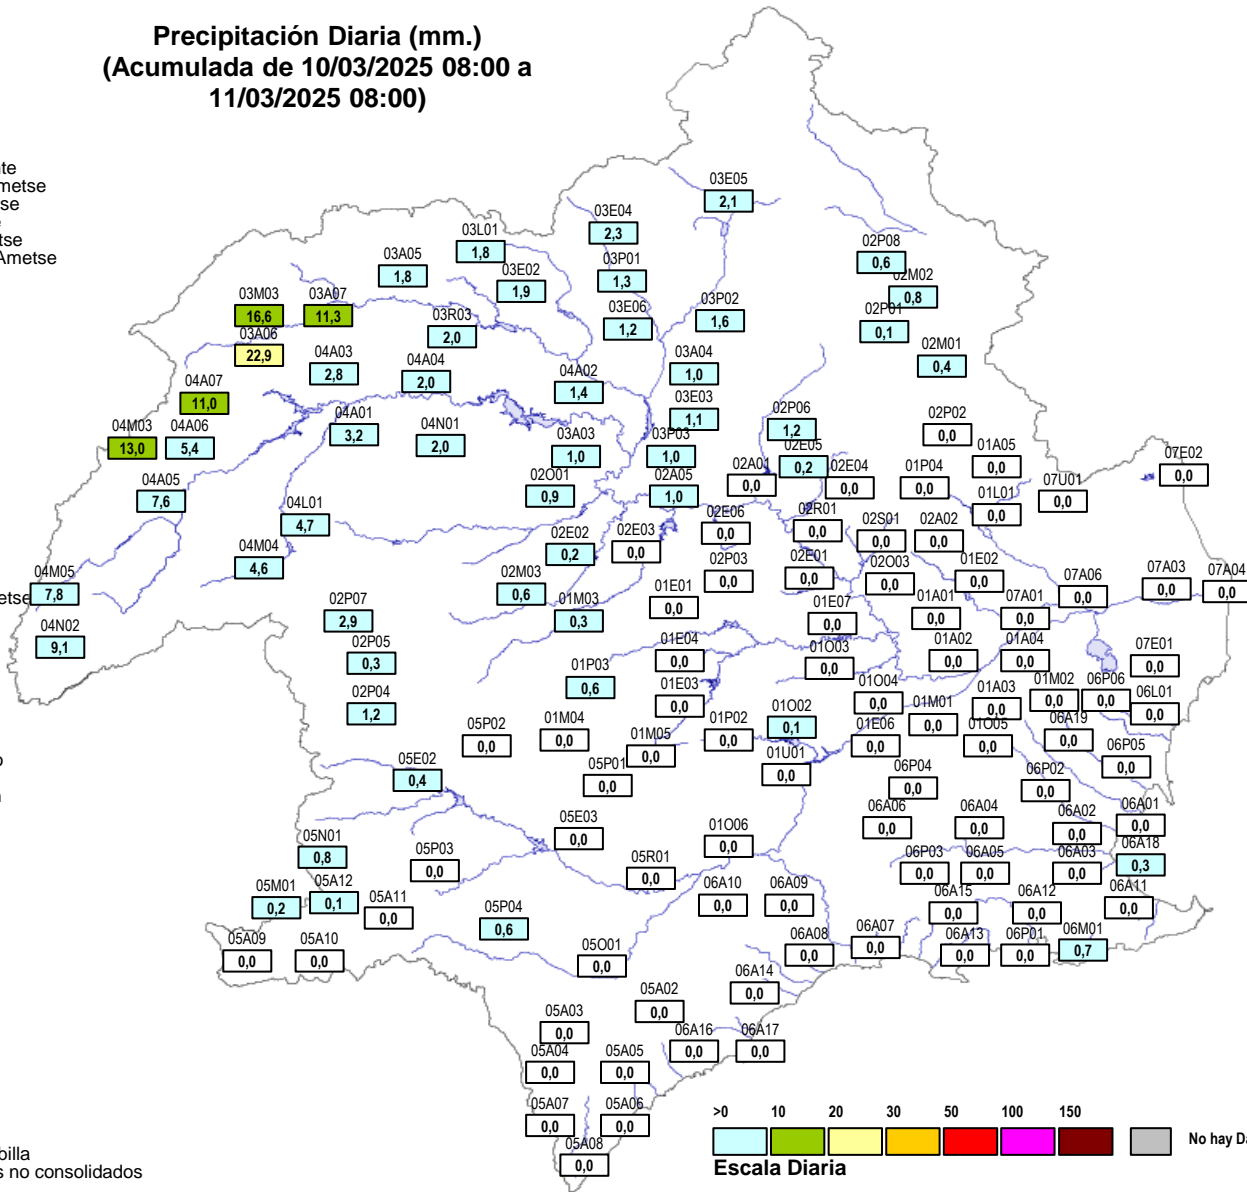 Precipitación Diaria (mm.)
(Acumulada de 10/03/2025 08:00 a
11/03/2025 08:00)
nte
metse
tse
e
etse
Ametse
03E05
2,1
03E04
2,3
03L01
1,8
02P08
0,6
03A05
1,8
03P01
1,3
03E02
1,9
02M02
0,8
03M03
16,6
03A07
11,3
03P02
1,6
03E06
1,2
02P01
0,1
03R03
2,0
03A06
22,9
02M01
0,4
04A03
2,8
04A04
2,0
03A04
1,0
04A02
1,4
04A07
11,0
03E03
1,1
04M03
13,0
04A06
5,4
04A01
3,2
04N01
2,0
02P06
1,2
02P02
0,0
03A03
1,0
03P03
1,0
02E05
0,2
01A05
0,0
07E02
0,0
02A01
0,0
02E04
0,0
01P04
0,0
07U01
0,0
04A05
7,6
02O01
0,9
02A05
1,0
01L01
0,0
04L01
4,7
02E06
0,0
02R01
0,0
02S01
0,0
02A02
0,0
02E02
0,2
02E03
0,0
04M04
4,6
02P03
0,0
02E01
0,0
02O03
0,0
01E02
0,0
07A06
0,0
07A03
0,0
07A04
0,0
04M05
7,8
etse
02M03
0,6
01M03
0,3
01E01
0,0
01E07
0,0
01A01
0,0
07A01
0,0
02P07
2,9
04N02
9,1
02P05
0,3
01E04
0,0
01O03
0,0
01A02
0,0
01A04
0,0
07E01
0,0
01P03
0,6
01E03
0,0
01O04
0,0
01A03
0,0
01M02
0,0
06P06
0,0
06L01
0,0
02P04
1,2
01O02
0,1
01M01
0,0
05P02
0,0
01M04
0,0
01M05
0,0
01P02
0,0
01E06
0,0
01O05
0,0
06A19
0,0
06P05
0,0
o
n
05E02
0,4
05P01
0,0
01U01
0,0
06P04
0,0
06P02
0,0
05E03
0,0
01O06
0,0
06A06
0,0
06A04
0,0
06A02
0,0
06A01
0,0
05N01
0,8
05P03
0,0
05R01
0,0
06P03
0,0
06A05
0,0
06A03
0,0
06A18
0,3
05M01
0,2
05A12
0,1
05A11
0,0
05P04
0,6
06A10
0,0
06A09
0,0
06A15
0,0
06A12
0,0
06A11
0,0
05A09
0,0
05A10
0,0
05O01
0,0
06A08
0,0
06A07
0,0
06A13
0,0
06P01
0,0
06M01
0,7
06A14
0,0
05A02
0,0
05A03
0,0
06A16
0,0
06A17
0,0
05A04
0,0
05A05
0,0
05A07
0,0
05A06
0,0
05A08
0,0
>0 10 20 30 50 100 150
No hay Da
Escala Diaria
billa
s no consolidados